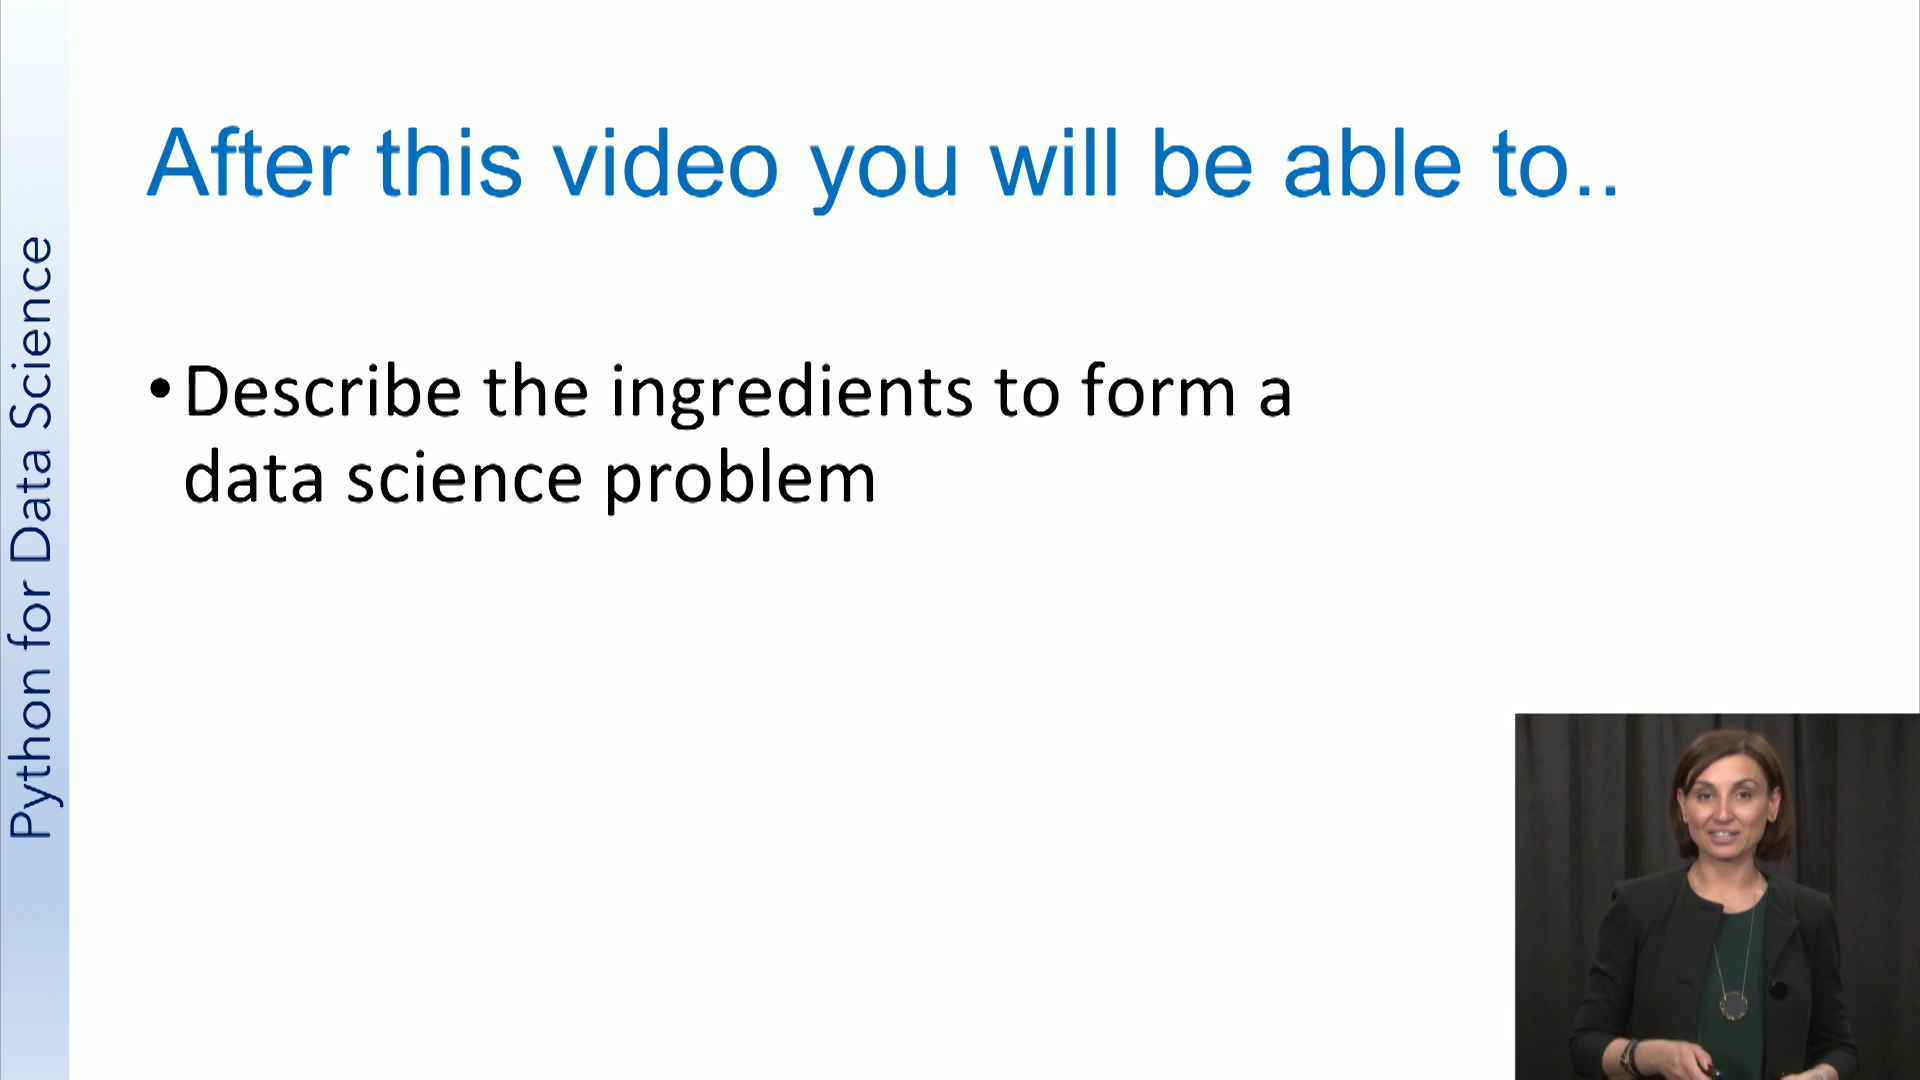 After this video you will be able to..
•Describe the ingredients to form a
data science problem
Python for Data Science